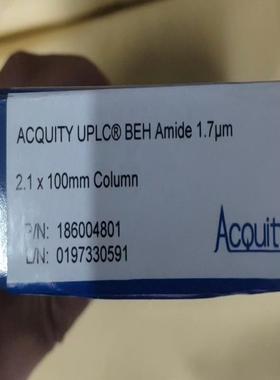 ACQUITY UPLC® BEH Amide 1.7µm
2.1 x 100mm Column
P/N: 186004801
L/N: 0197330591
Acquit